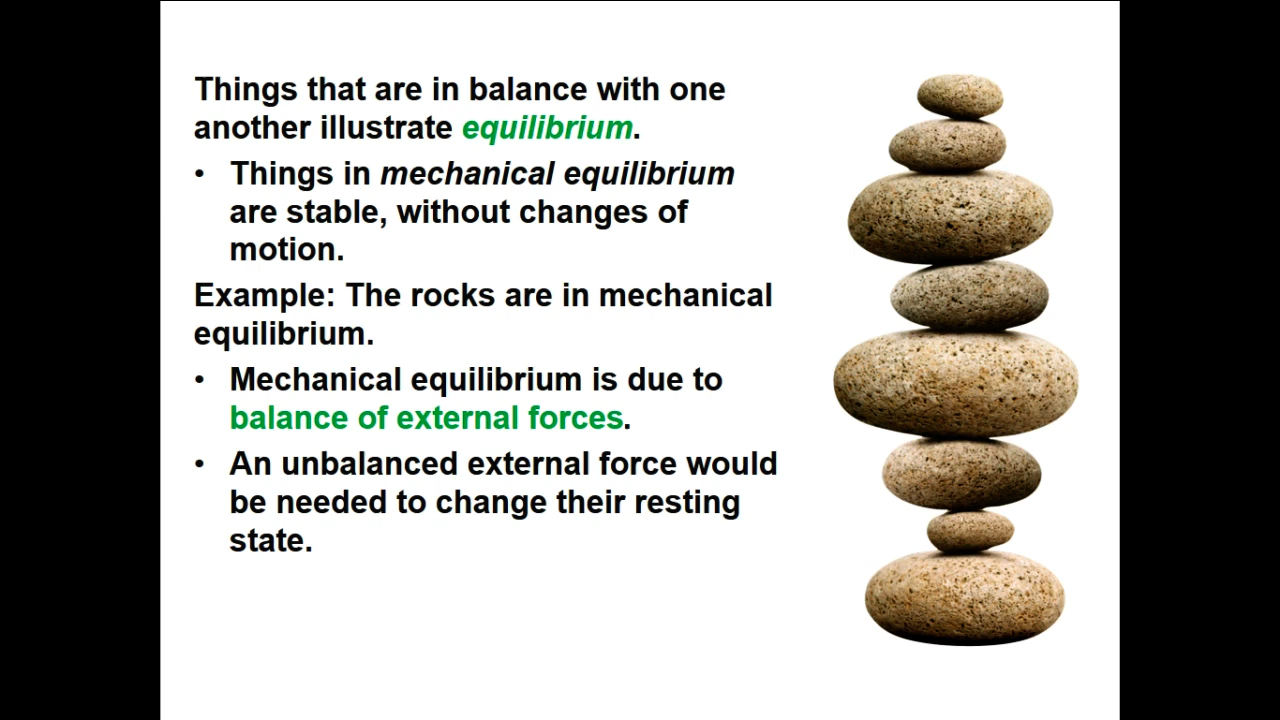 Things that are in balance with one
another illustrate equilibrium.
• Things in mechanical equilibrium
are stable, without changes of
motion.
Example: The rocks are in mechanical
equilibrium.
• Mechanical equilibrium is due to
balance of external forces.
• An unbalanced external force would
be needed to change their resting
state.